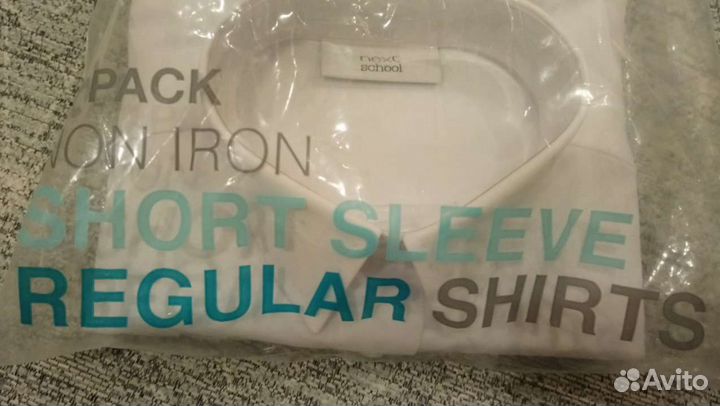 next
school
PACK
NON IRON
SHORT SLEEVE
REGULAR SHIRTS
Avito